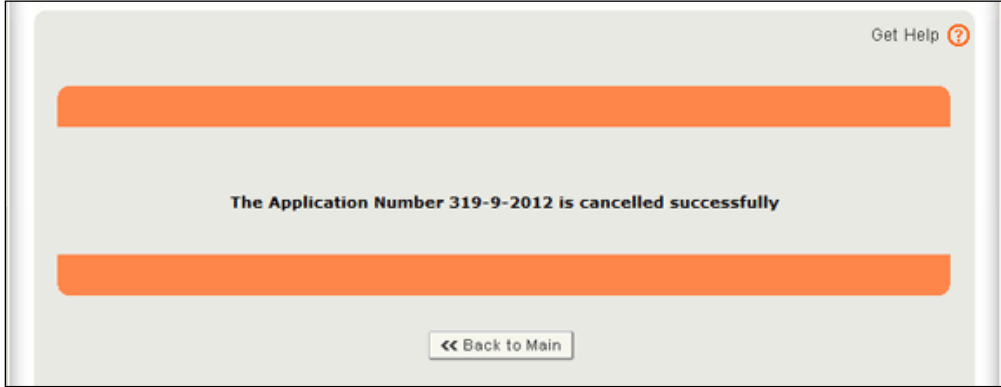 Get Help ?
The Application Number 319-9-2012 is cancelled successfully
<< Back to Main